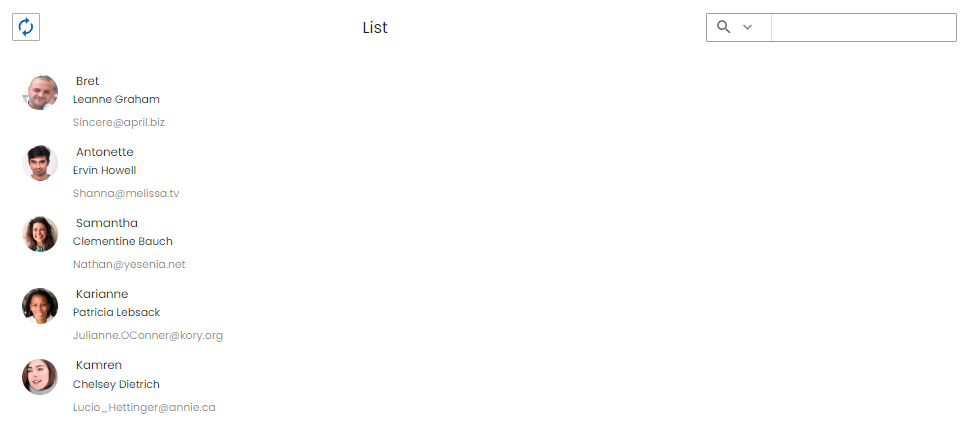 List
Bret
Leanne Graham
Sincere@april.biz
Antonette
Ervin Howell
Shanna@melissa.tv
Samantha
Clementine Bauch
Nathan@yesenia.net
Karianne
Patricia Lebsack
Julianne.OConner@kory.org
Kamren
Chelsey Dietrich
Lucio_Hettinger@annie.ca